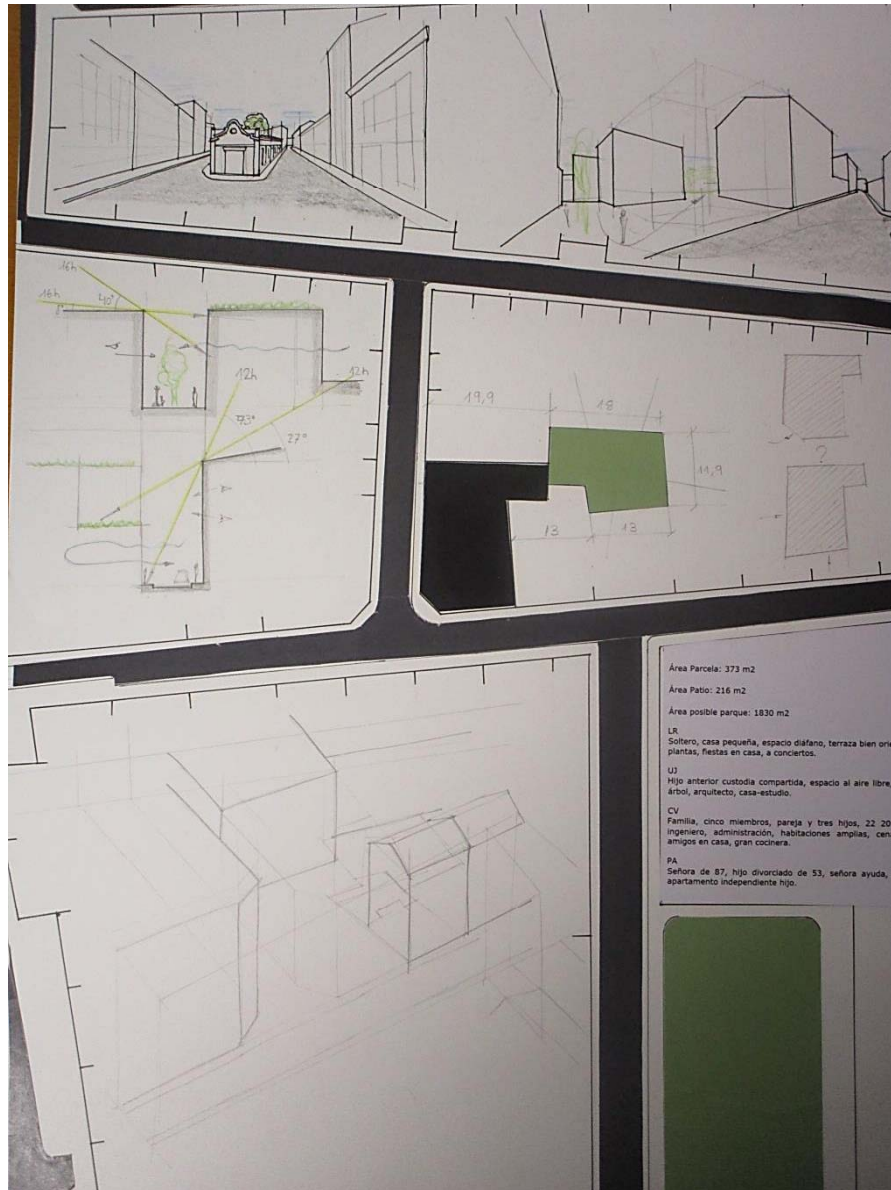 16h
16h
40°
12h
12h
73°
27°
19,9
18
11,9
13
13
?
Área Parcela: 373 m2
Área Patio: 216 m2
Área posible parque: 1830 m2
LR
Soltero, casa pequeña, espacio diáfano, terraza bien
plantas, fiestas en casa, a conciertos.
UJ
Hijo anterior custodia compartida, espacio al aire libre,
árbol, arquitecto, casa-estudio.
CV
Familia, cinco miembros, pareja y tres hijos, 22 20
ingeniero, administración, habitaciones amplias,
amigos en casa, gran cocinera.
PA
Señora de 87, hijo divorciado de 53, señora ayuda,
apartamento independiente hijo.